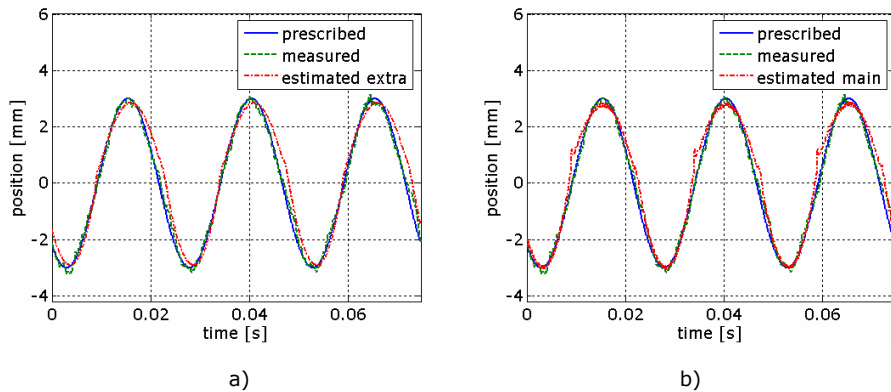 6
4
2
0
-2
-4
0
0.02
0.04
0.06
position [mm]
time [s]
prescribed
measured
estimated extra
a)
6
4
2
0
-2
-4
0
0.02
0.04
0.06
position [mm]
time [s]
prescribed
measured
estimated main
b)